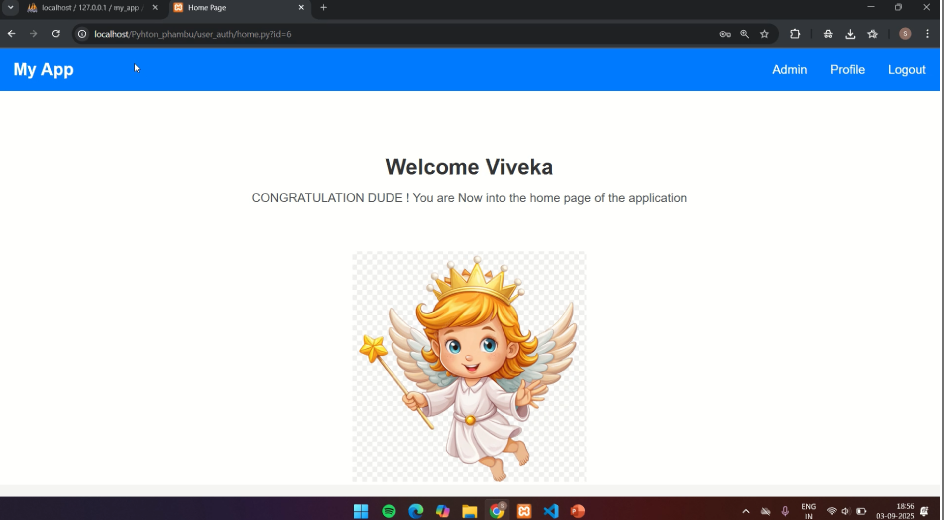 localhost / 127.0.0.1 / my_app /
Home Page
localhost/Pyhton_phambu/user_auth/home.py?id=6
S
My App
Admin
Profile
Logout
Welcome Viveka
CONGRATULATION DUDE ! You are Now into the home page of the application
ENG
IN
18:56
03-09-2025